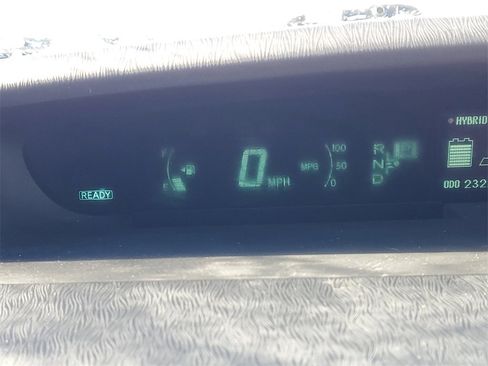 HYBRID
F 0 MPH 100 R P
MPG 50 N
E 0 D
READY
ODO 232